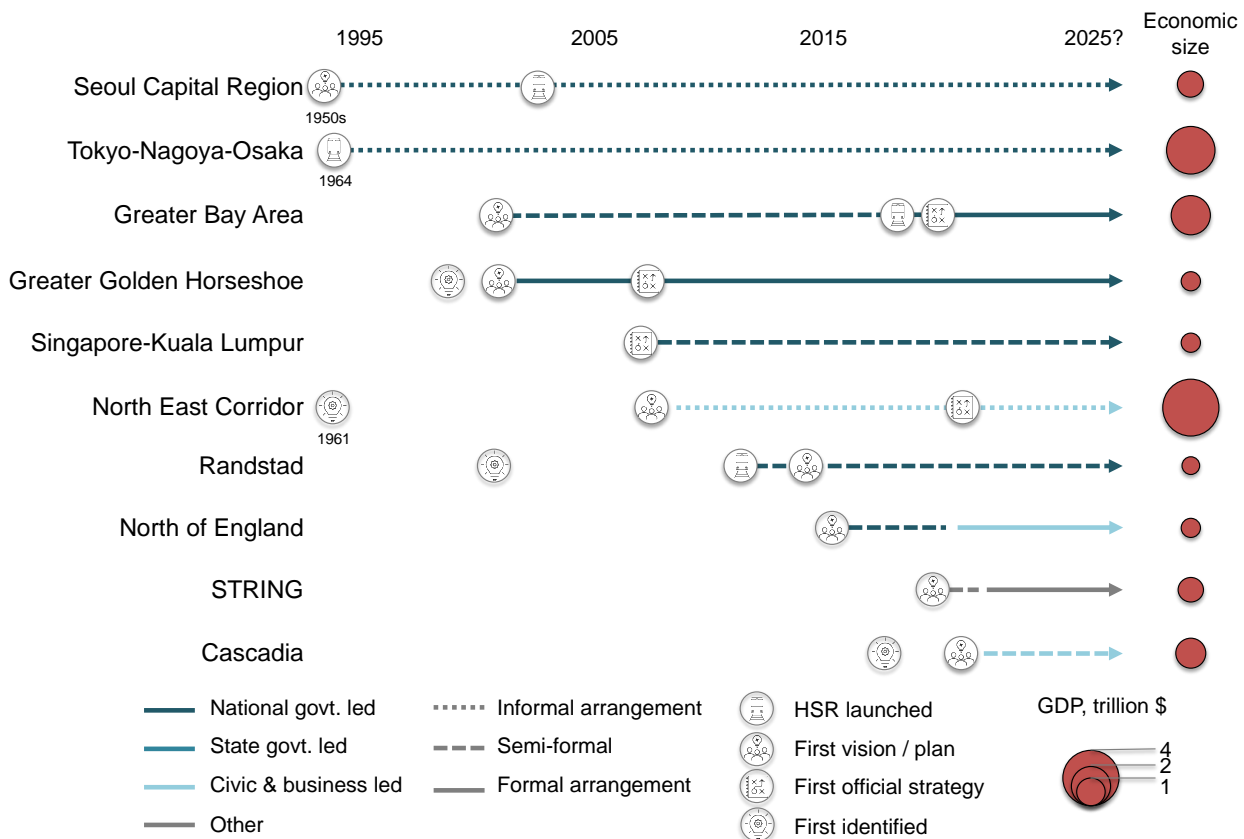 Economic
size
1995 2005 2015 2025?
Seoul Capital Region
1950s
Tokyo-Nagoya-Osaka
1964
Greater Bay Area
Greater Golden Horseshoe
Singapore-Kuala Lumpur
North East Corridor
1961
Randstad
North of England
STRING
Cascadia
National govt. led
State govt. led
Civic & business led
Other
Informal arrangement
Semi-formal
Formal arrangement
HSR launched
First vision / plan
First official strategy
First identified
GDP, trillion $
4
2
1